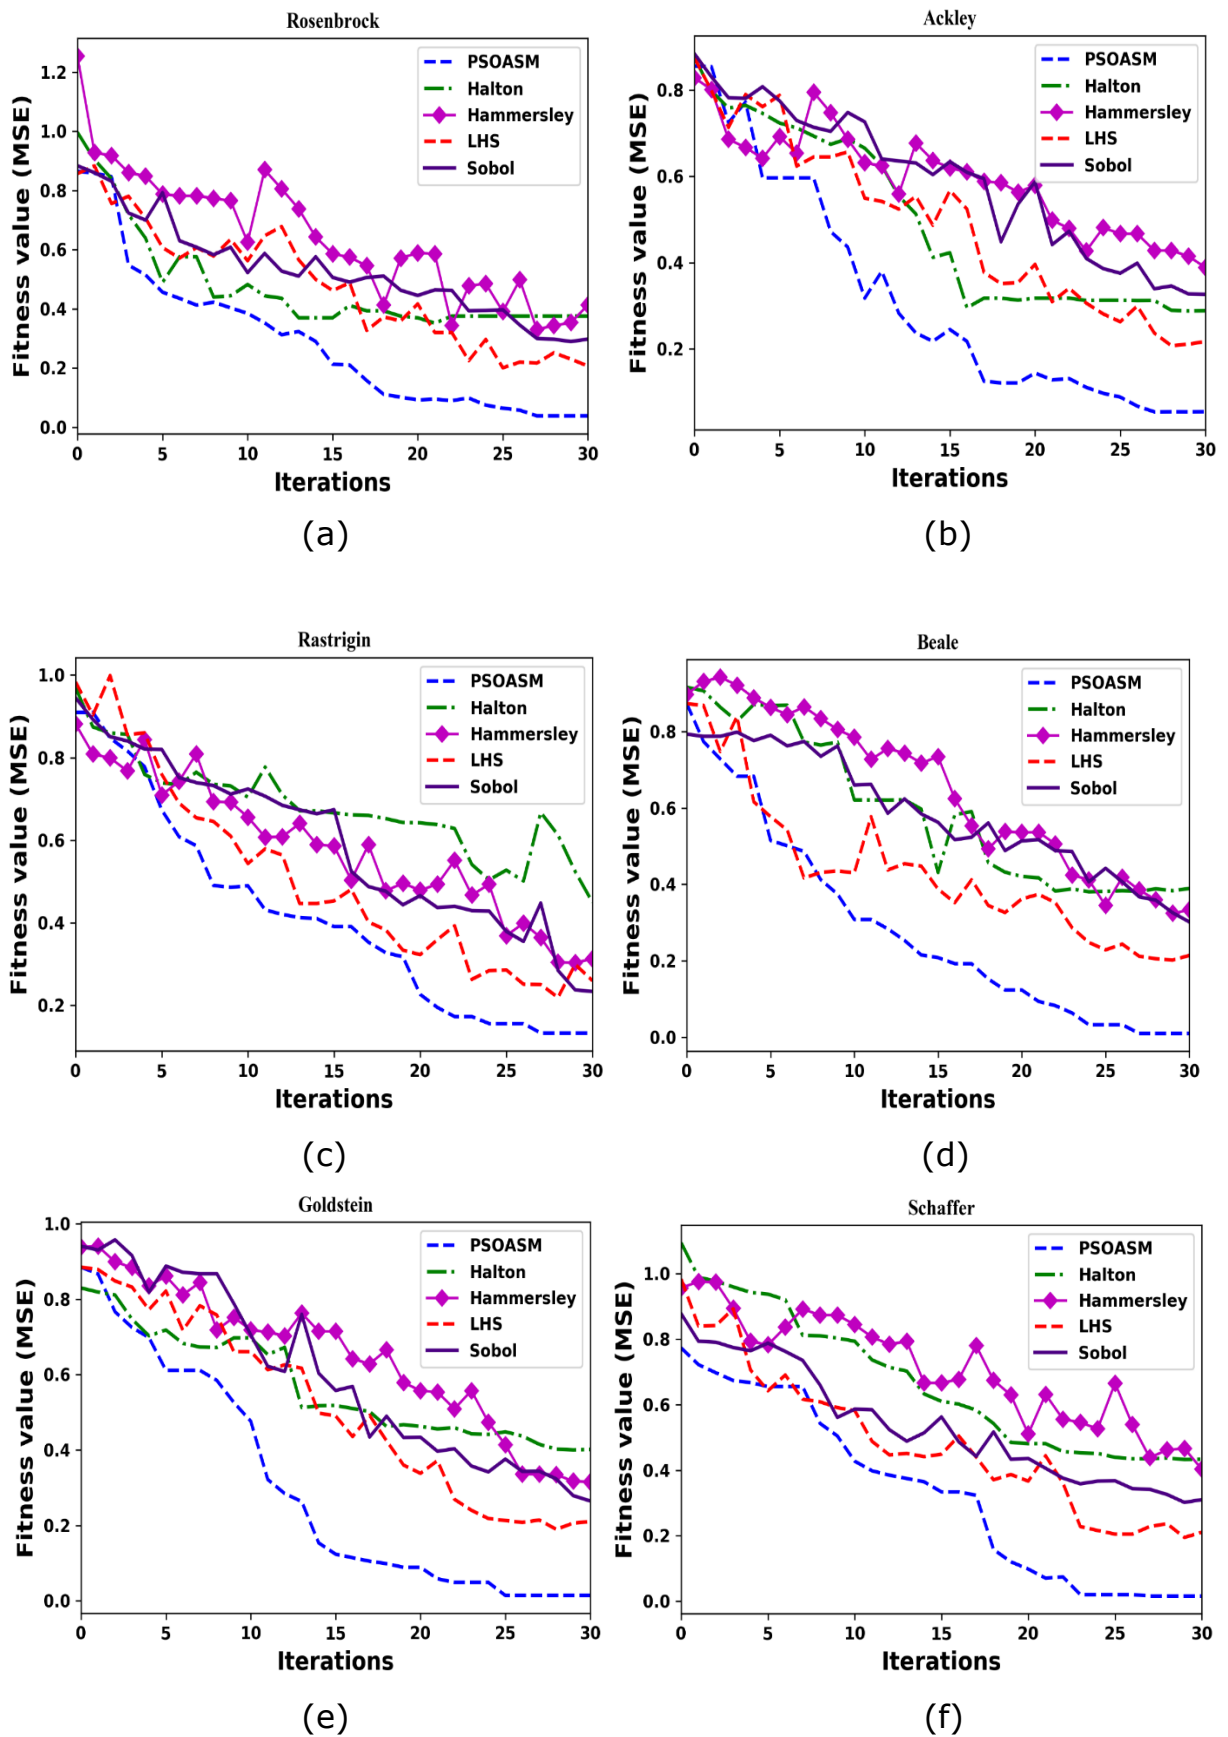 Rosenbrock
Fitness value (MSE)
1.2
1.0
0.8
0.6
0.4
0.2
0.0
PSOASM
Halton
Hammersley
LHS
Sobol
0 5 10 15 20 25 30
Iterations
(a)
Ackley
Fitness value (MSE)
0.8
0.6
0.4
0.2
PSOASM
Halton
Hammersley
LHS
Sobol
0 5 10 15 20 25 30
Iterations
(b)
Rastrigin
Fitness value (MSE)
1.0
0.8
0.6
0.4
0.2
PSOASM
Halton
Hammersley
LHS
Sobol
0 5 10 15 20 25 30
Iterations
(c)
Beale
Fitness value (MSE)
0.8
0.6
0.4
0.2
0.0
PSOASM
Halton
Hammersley
LHS
Sobol
0 5 10 15 20 25 30
Iterations
(d)
Goldstein
Fitness value (MSE)
1.0
0.8
0.6
0.4
0.2
0.0
PSOASM
Halton
Hammersley
LHS
Sobol
0 5 10 15 20 25 30
Iterations
(e)
Schaffer
Fitness value (MSE)
1.0
0.8
0.6
0.4
0.2
0.0
PSOASM
Halton
Hammersley
LHS
Sobol
0 5 10 15 20 25 30
Iterations
(f)